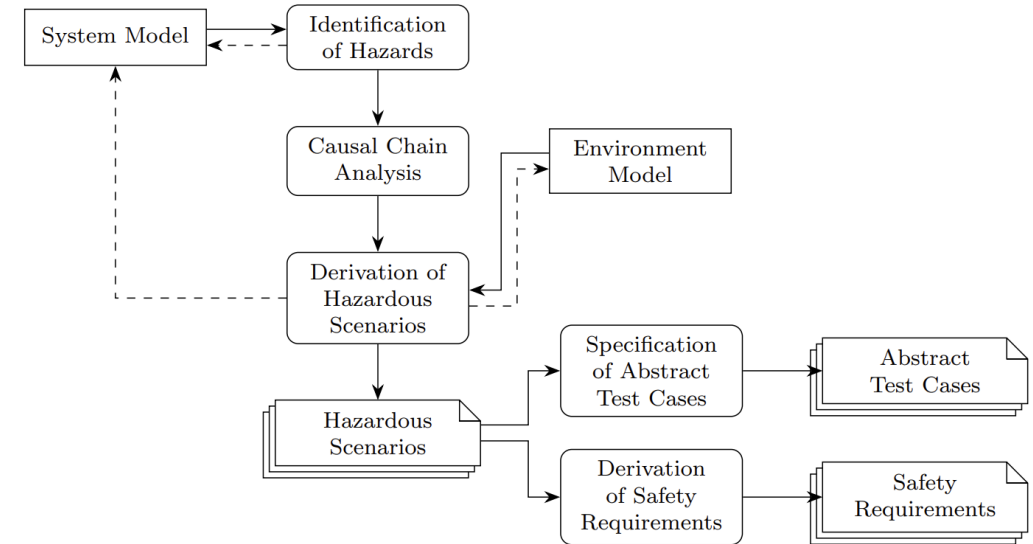 System Model
Identification
of Hazards
Causal Chain
Analysis
Environment
Model
Derivation of
Hazardous
Scenarios
Specification
of Abstract
Test Cases
Abstract
Test Cases
Hazardous
Scenarios
Derivation
of Safety
Requirements
Safety
Requirements